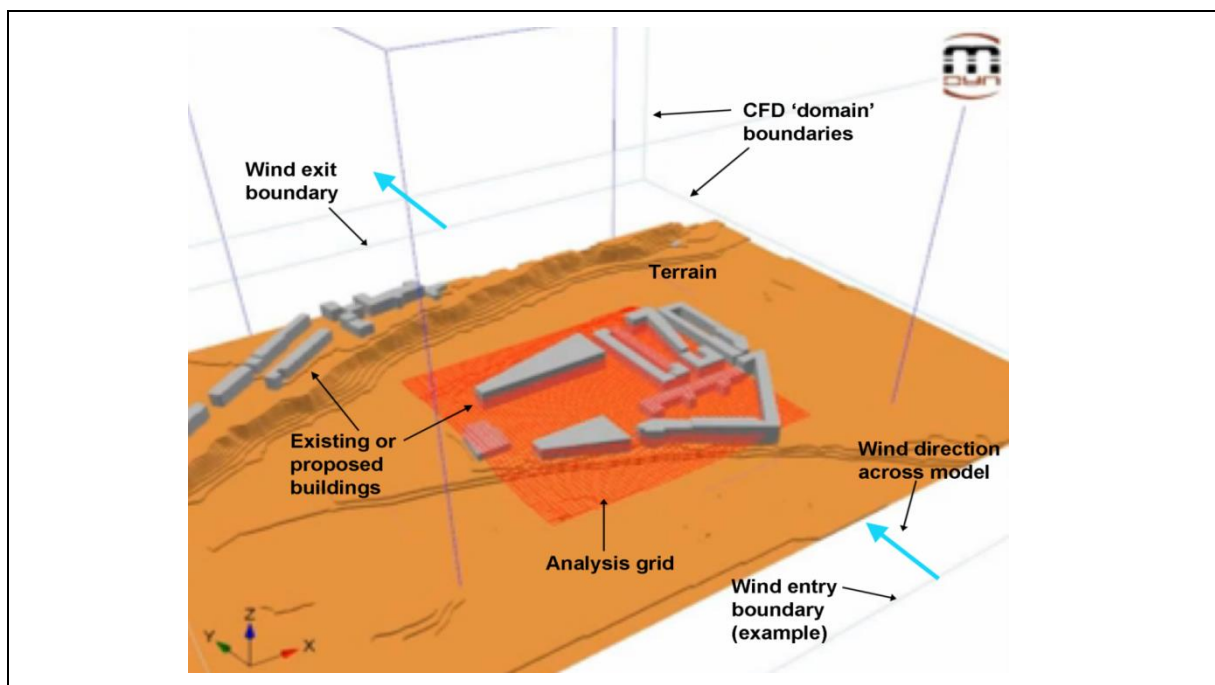 CFD ‘domain’
boundaries
Wind exit
boundary
Terrain
Existing or
proposed
buildings
Wind direction
across model
Analysis grid
Wind entry
boundary
(example)
Z
Y
X